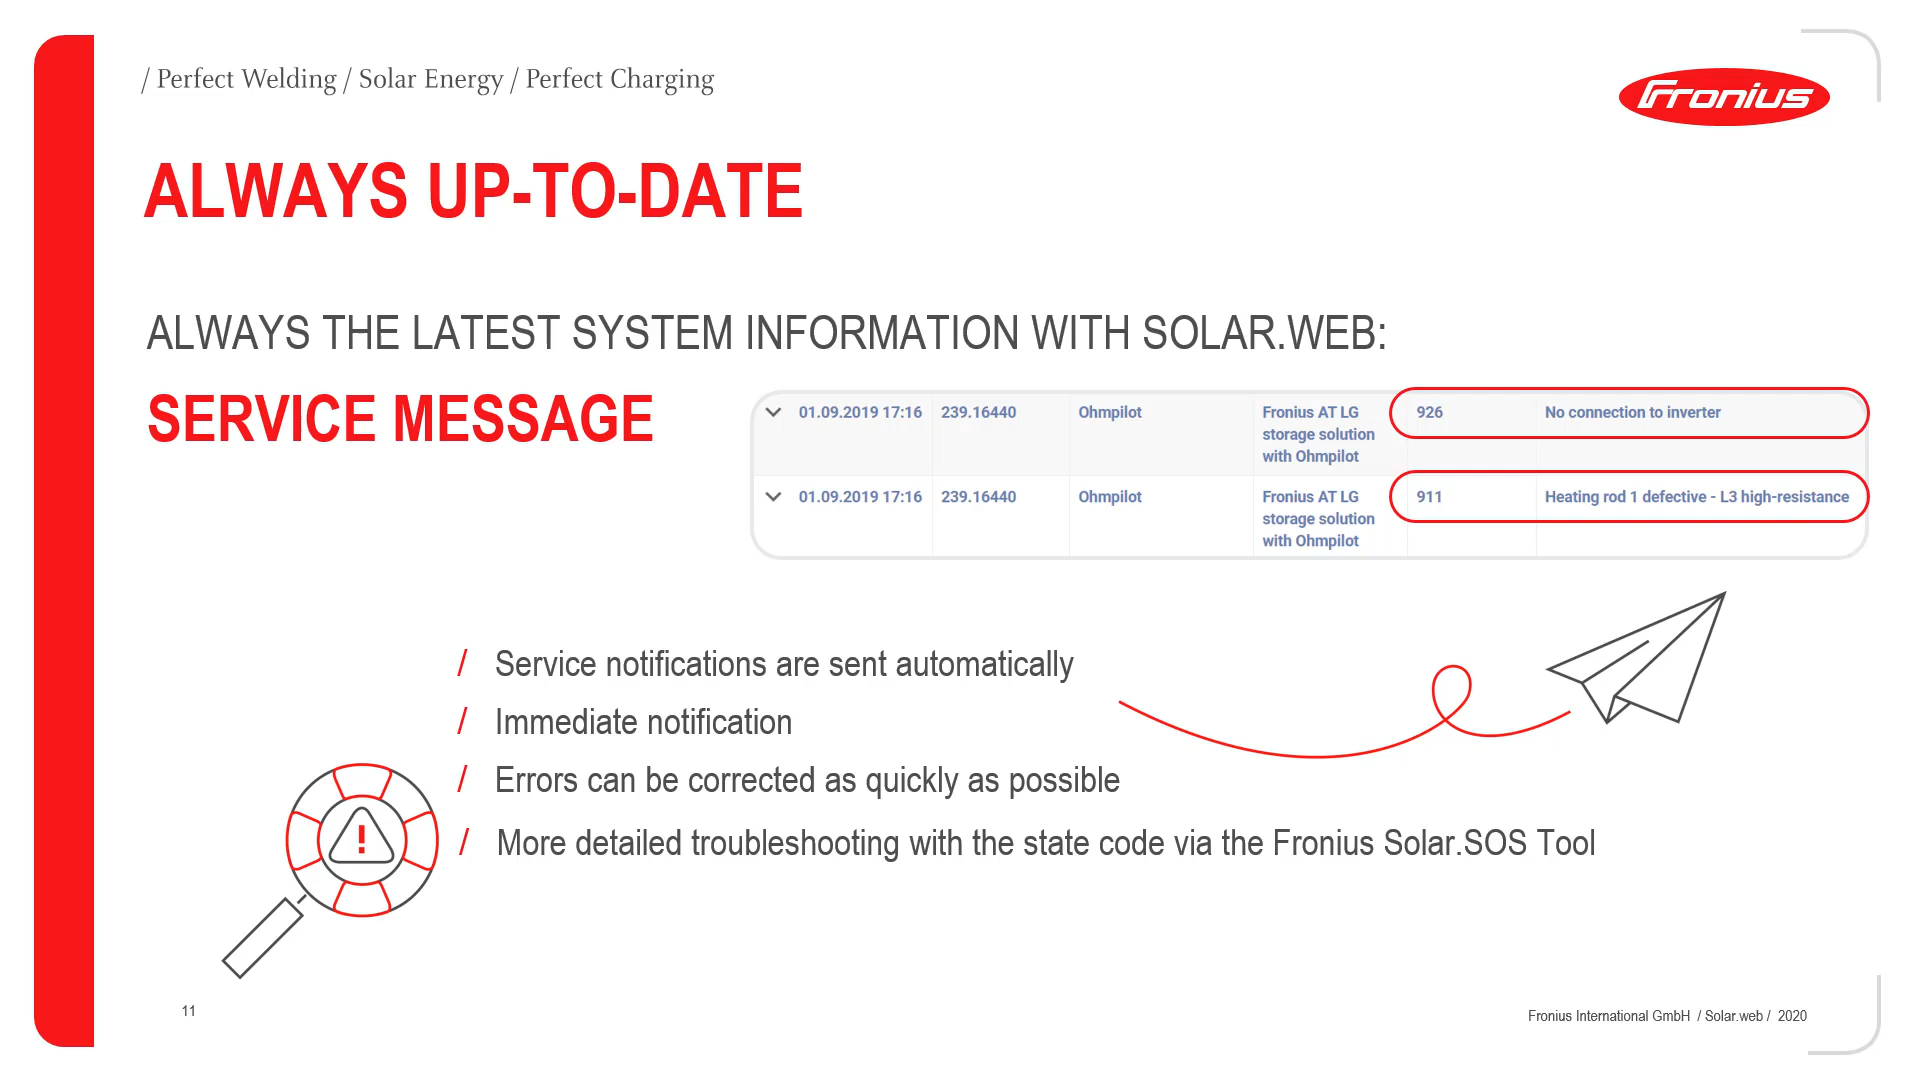 / Perfect Welding / Solar Energy / Perfect Charging
Fronius
ALWAYS UP-TO-DATE
ALWAYS THE LATEST SYSTEM INFORMATION WITH SOLAR.WEB:
SERVICE MESSAGE
01.09.2019 17:16 239.16440 Ohmpilot Fronius AT LG 926 No connection to inverter
storage solution
with Ohmpilot
01.09.2019 17:16 239.16440 Ohmpilot Fronius AT LG 911 Heating rod 1 defective - L3 high-resistance
storage solution
with Ohmpilot
/ Service notifications are sent automatically
/ Immediate notification
/ Errors can be corrected as quickly as possible
!
/ More detailed troubleshooting with the state code via the Fronius Solar.SOS Tool
11
Fronius International GmbH / Solar.web / 2020